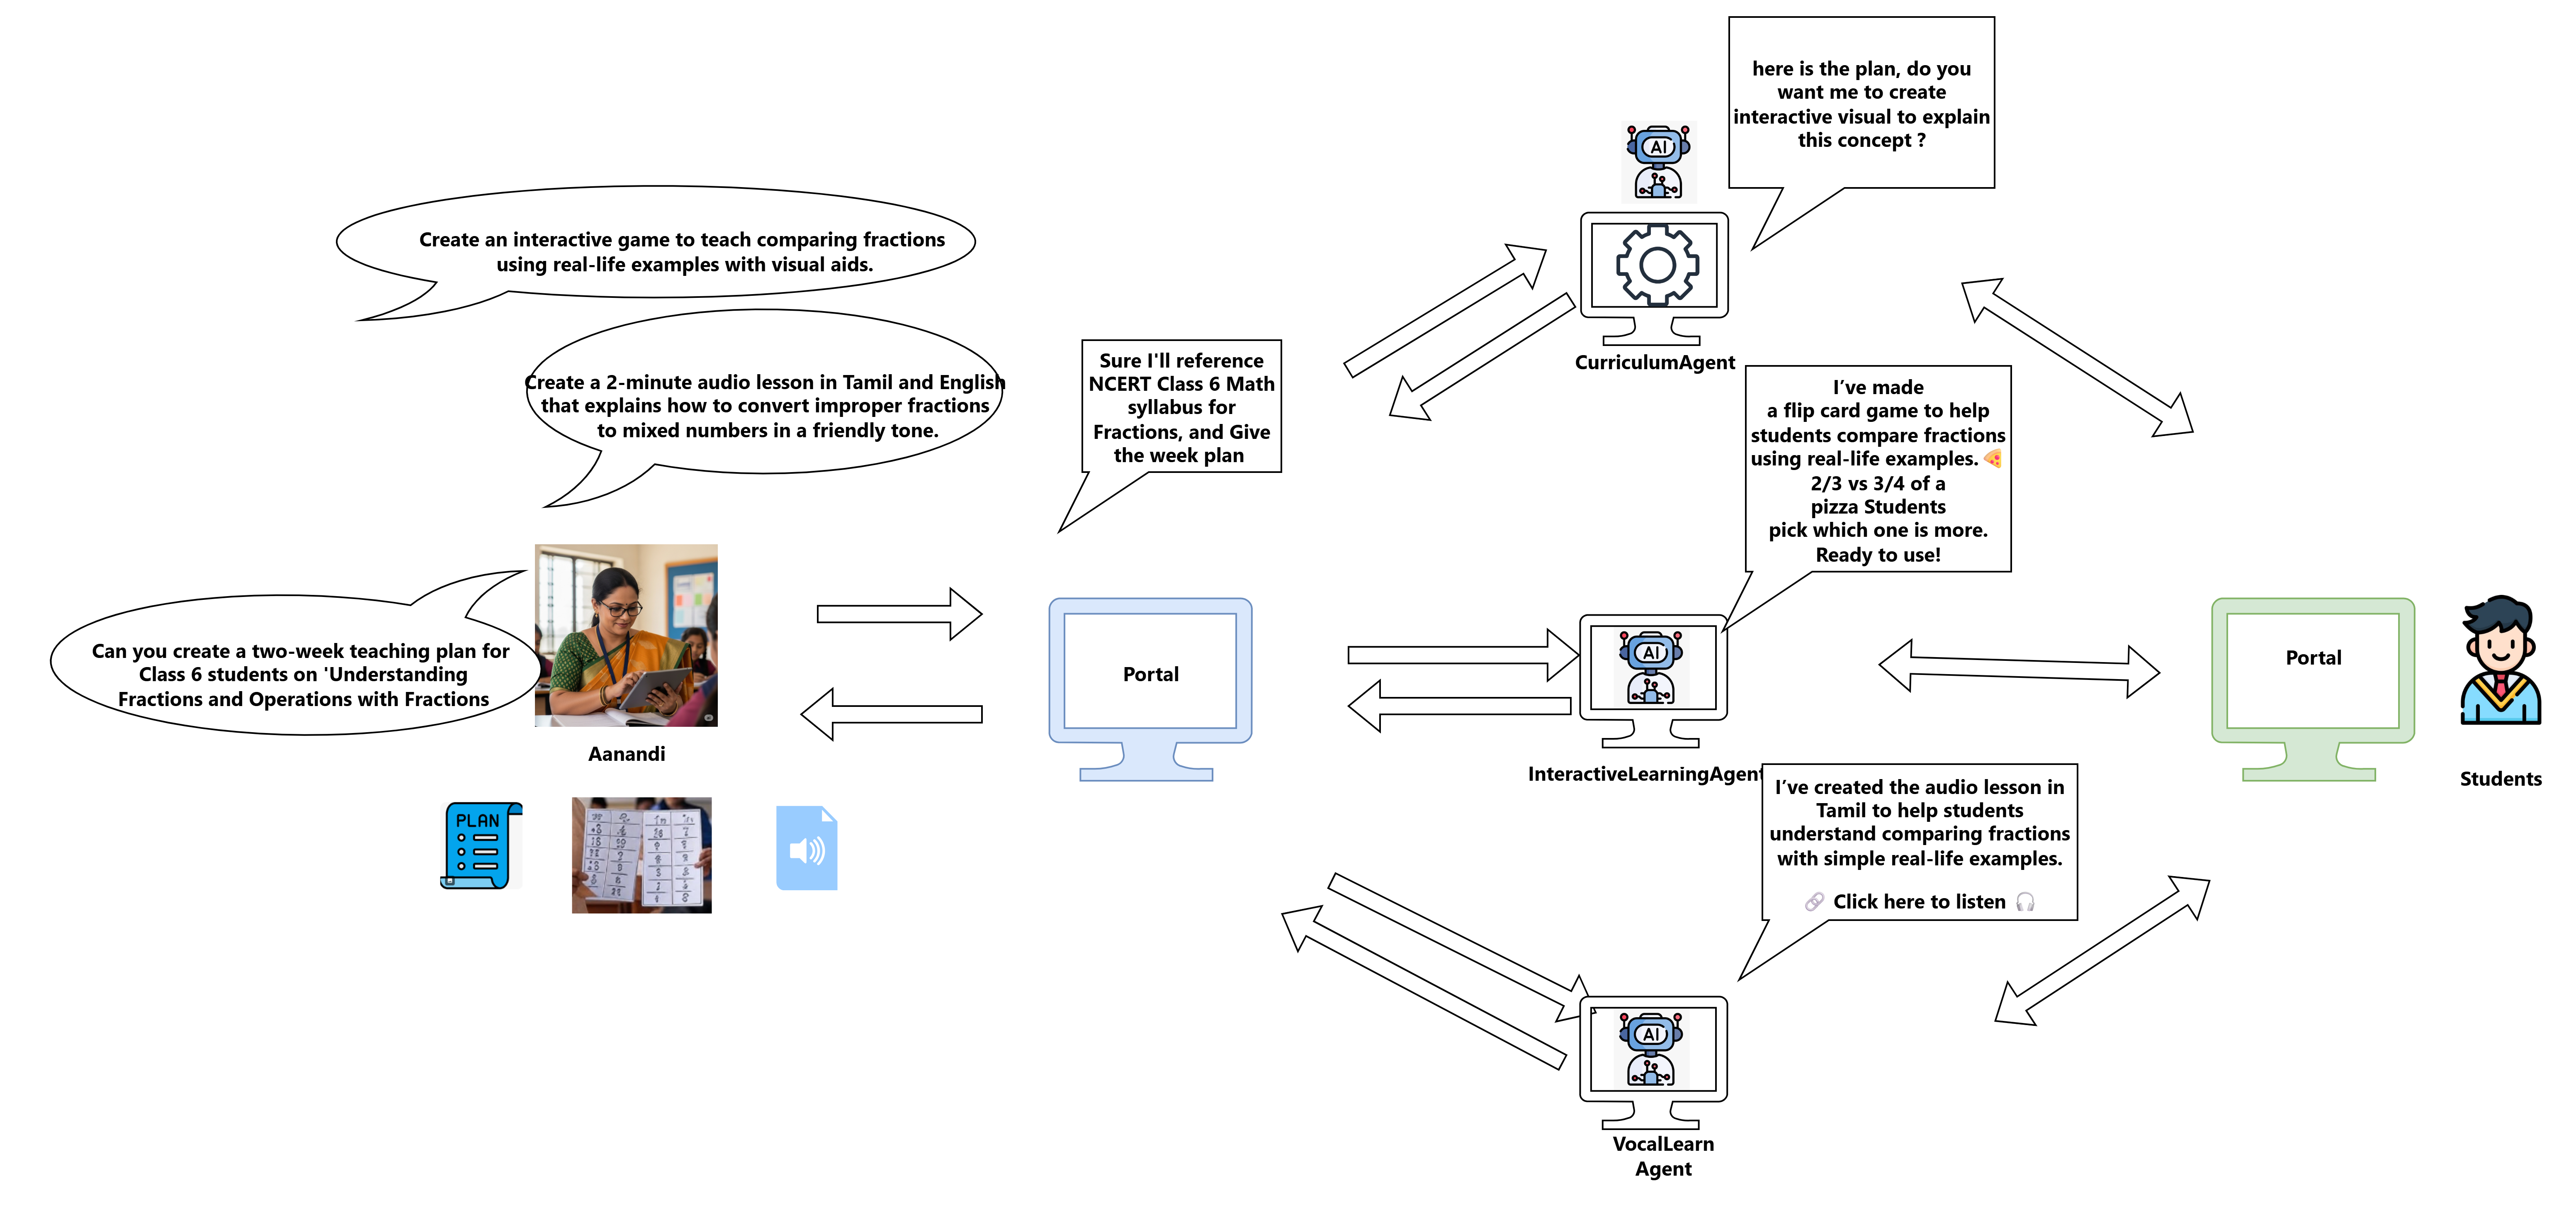 here is the plan, do you
want me to create
interactive visual to explain
this concept ?
AI
CurriculumAgent
Create an interactive game to teach comparing fractions
using real-life examples with visual aids.
Create a 2-minute audio lesson in Tamil and English
that explains how to convert improper fractions
to mixed numbers in a friendly tone.
Sure I'll reference
NCERT Class 6 Math
syllabus for
Fractions, and Give
the week plan
I’ve made
a flip card game to help
students compare fractions
using real-life examples. 🍕
2/3 vs 3/4 of a
pizza Students
pick which one is more.
Ready to use!
Can you create a two-week teaching plan for
Class 6 students on 'Understanding
Fractions and Operations with Fractions
Aanandi
Portal
AI
InteractiveLearningAgent
Portal
Students
PLAN
I’ve created the audio lesson in
Tamil to help students
understand comparing fractions
with simple real-life examples.
🔗 Click here to listen 🎧
AI
VocalLearn
Agent